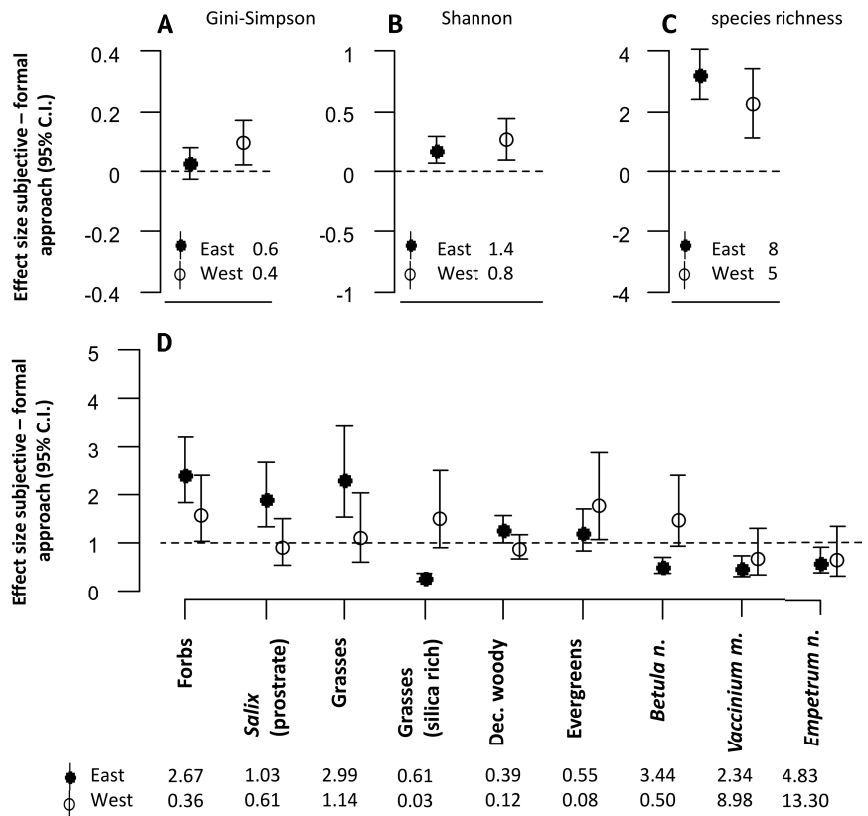 A Gini-Simpson
B Shannon
C species richness
Effect size subjective – formal
approach (95% C.I.)
0.4
0.2
0
-0.2
-0.4
East 0.6
West 0.4
1
0.5
0
-0.5
-1
East 1.4
West 0.8
4
2
0
-2
-4
East 8
West 5
D
Effect size subjective – formal
approach (95% C.I.)
5
4
3
2
1
0
Forbs
Salix
(prostrate)
Grasses
Grasses
(silica rich)
Dec. woody
Evergreens
Betula n.
Vaccinium m.
Empetrum n.
East 2.67 1.03 2.99 0.61 0.39 0.55 3.44 2.34 4.83
West 0.36 0.61 1.14 0.03 0.12 0.08 0.50 8.98 13.30